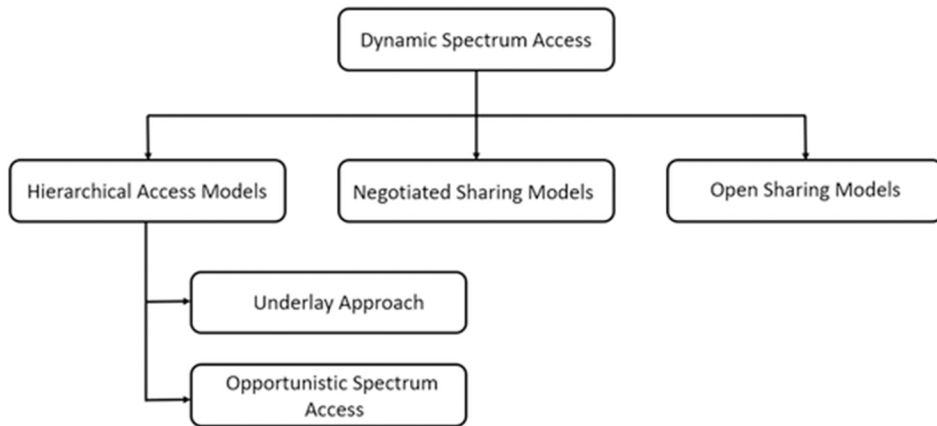 Dynamic Spectrum Access
Hierarchical Access Models
Negotiated Sharing Models
Open Sharing Models
Underlay Approach
Opportunistic Spectrum
Access